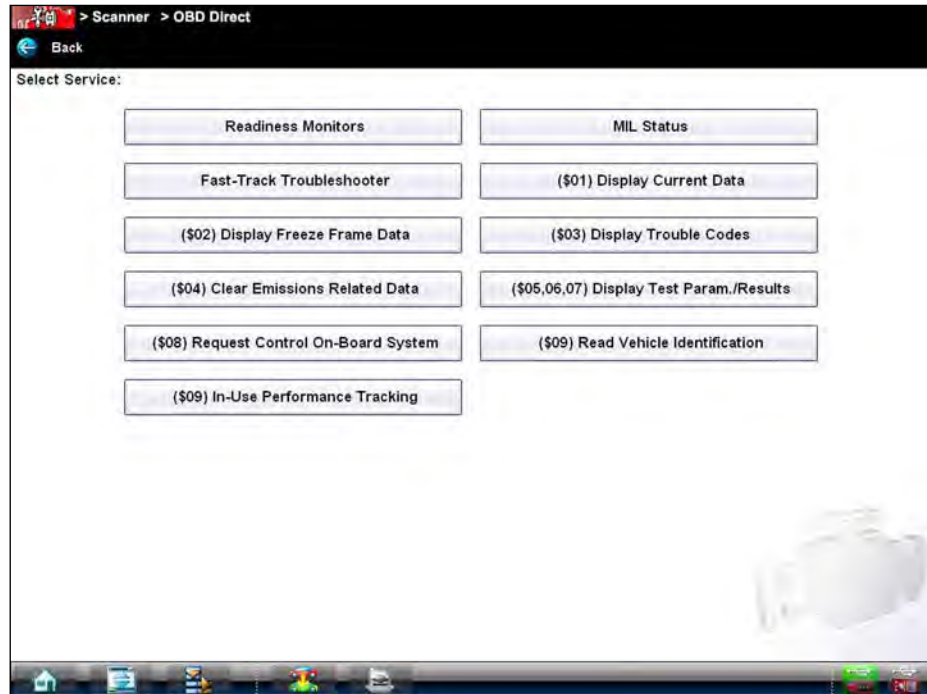 > Scanner > OBD Direct
Back
Select Service:
Readiness Monitors
MIL Status
Fast-Track Troubleshooter
($01) Display Current Data
($02) Display Freeze Frame Data
($03) Display Trouble Codes
($04) Clear Emissions Related Data
($05,06,07) Display Test Param./Results
($08) Request Control On-Board System
($09) Read Vehicle Identification
($09) In-Use Performance Tracking